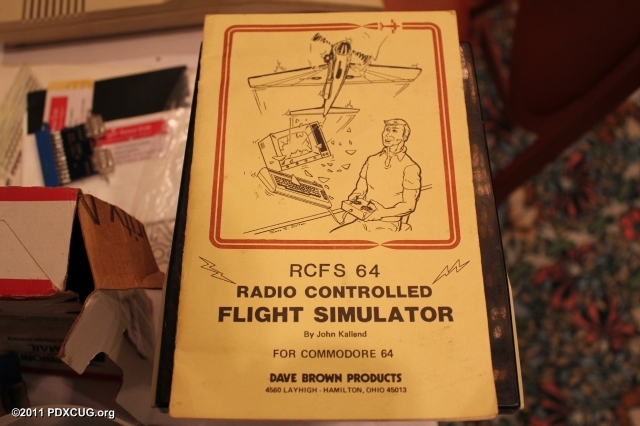 RCFS 64
RADIO CONTROLLED
FLIGHT SIMULATOR
By John Kallend
FOR COMMODORE 64
DAVE BROWN PRODUCTS
4560 LAYHIGH - HAMILTON, OHIO 45013
©2011 PDXCUG.org